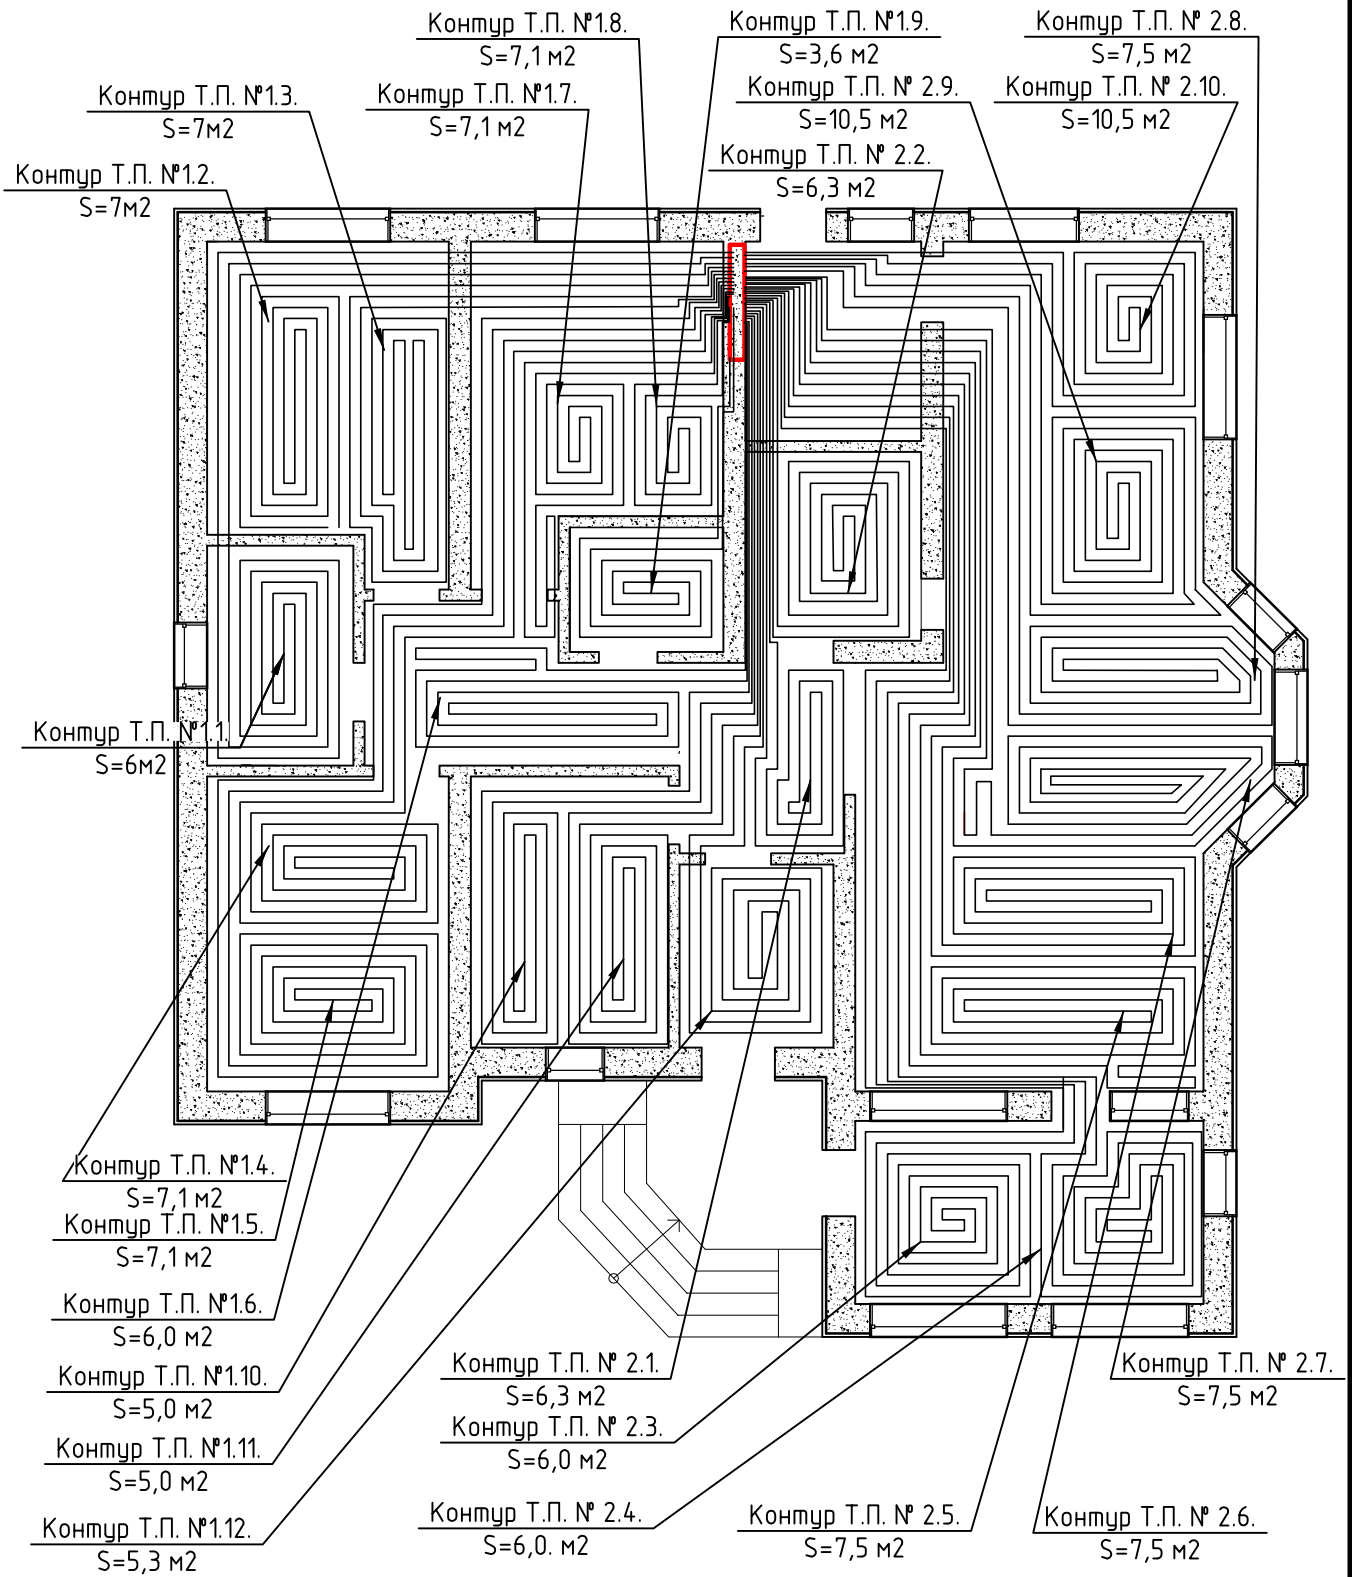 Контур Т.П. №1.8.
S=7,1 м2
Контур Т.П. №1.9.
S=3,6 м2
Контур Т.П. № 2.8.
S=7,5 м2
Контур Т.П. №1.3.
S=7м2
Контур Т.П. №1.7.
S=7,1 м2
Контур Т.П. № 2.9.
S=10,5 м2
Контур Т.П. № 2.10.
S=10,5 м2
Контур Т.П. №1.2.
S=7м2
Контур Т.П. № 2.2.
S=6,3 м2
Контур Т.П. №1.1.
S=6м2
Контур Т.П. №1.4.
S=7,1 м2
Контур Т.П. №1.5.
S=7,1 м2
Контур Т.П. №1.6.
S=6,0 м2
Контур Т.П. №1.10.
S=5,0 м2
Контур Т.П. №1.11.
S=5,0 м2
Контур Т.П. №1.12.
S=5,3 м2
Контур Т.П. № 2.1.
S=6,3 м2
Контур Т.П. № 2.3.
S=6,0 м2
Контур Т.П. № 2.4.
S=6,0. м2
Контур Т.П. № 2.5.
S=7,5 м2
Контур Т.П. № 2.6.
S=7,5 м2
Контур Т.П. № 2.7.
S=7,5 м2